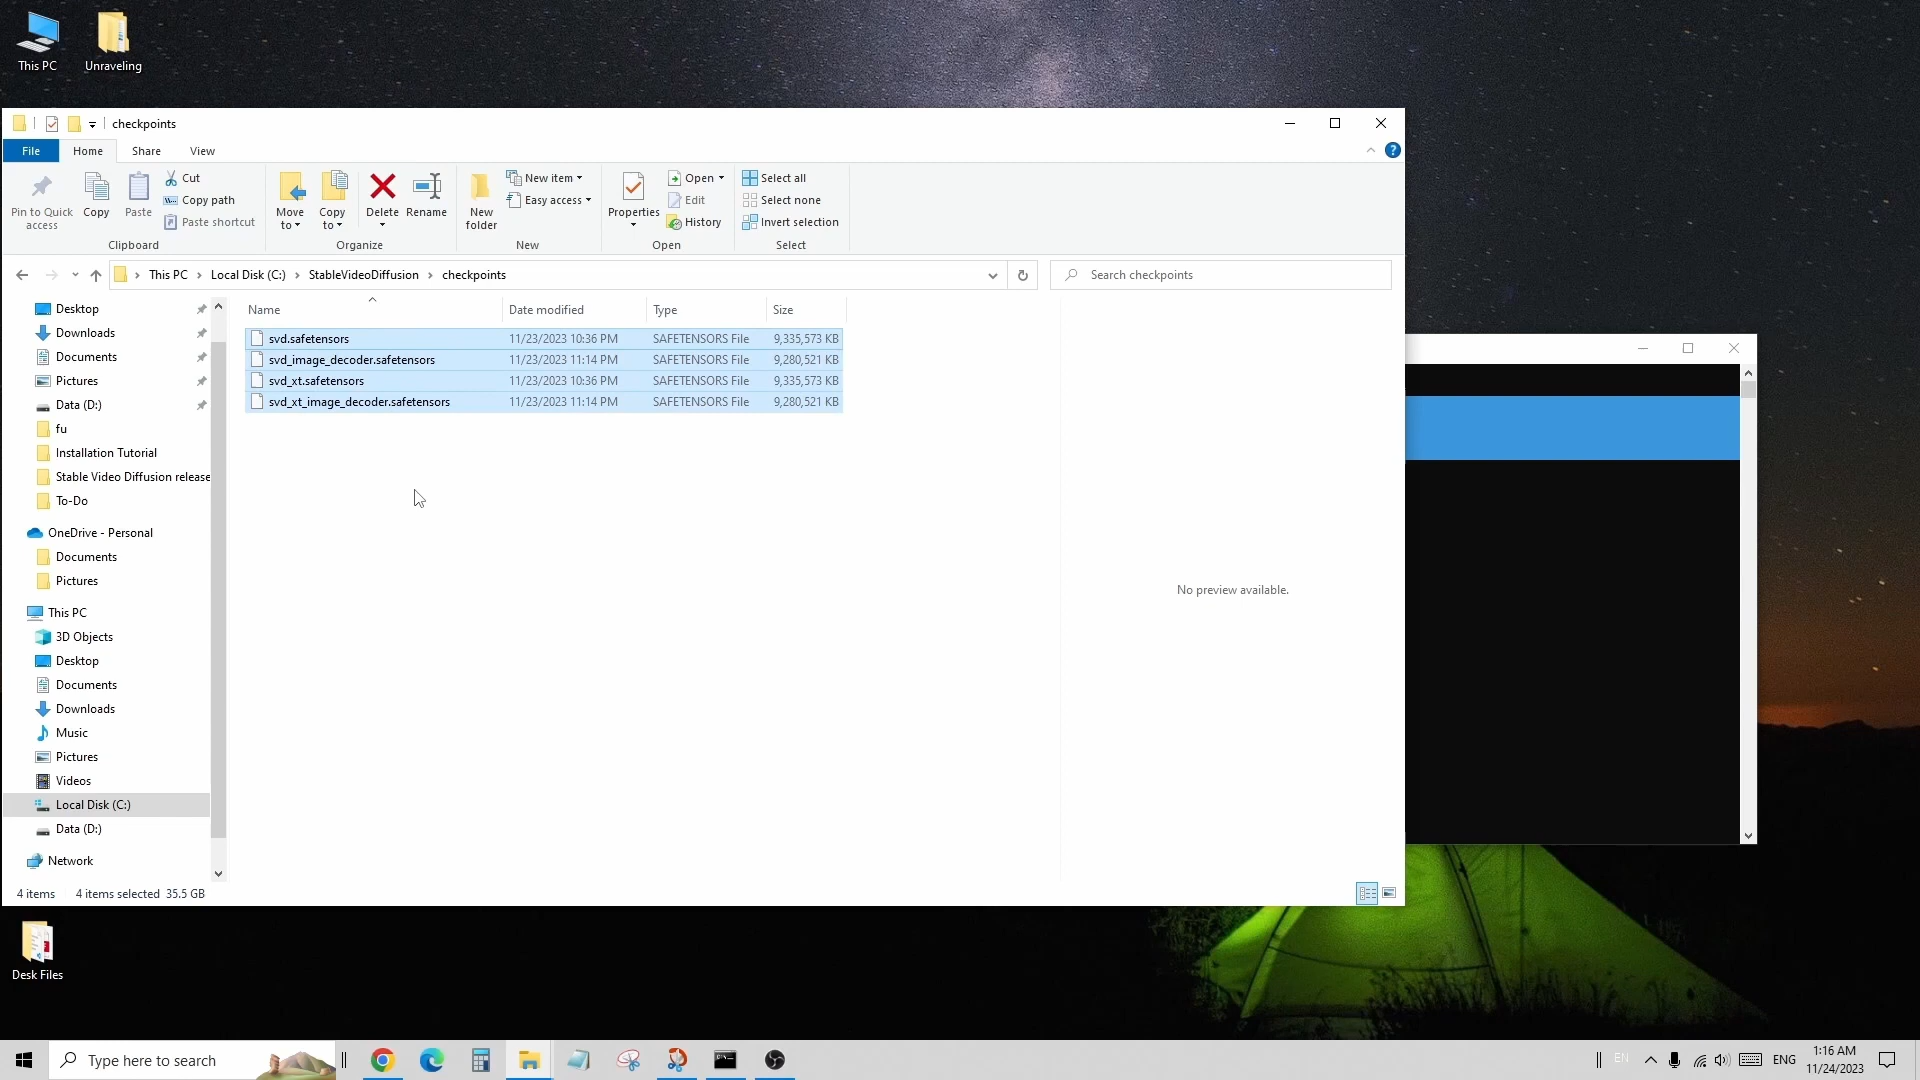 This PC
Unraveling
checkpoints
File
Home
Share
View
Pin to Quick
access
Copy
Paste
Cut
Copy path
Paste shortcut
Clipboard
Move
to
Copy
to
Delete
Rename
Organize
New
folder
New item
Easy access
New
Properties
Open
Edit
History
Open
Select all
Select none
Invert selection
Select
This PC > Local Disk (C:) > StableVideoDiffusion > checkpoints
Search checkpoints
Desktop
Downloads
Documents
Pictures
Data (D:)
fu
Installation Tutorial
Stable Video Diffusion release
To-Do
OneDrive - Personal
Documents
Pictures
This PC
3D Objects
Desktop
Documents
Downloads
Music
Pictures
Videos
Local Disk (C:)
Data (D:)
Network
Name Date modified Type Size
svd.safetensors 11/23/2023 10:36 PM SAFETENSORS File 9,335,573 KB
svd_image_decoder.safetensors 11/23/2023 11:14 PM SAFETENSORS File 9,280,521 KB
svd_xt.safetensors 11/23/2023 10:36 PM SAFETENSORS File 9,335,573 KB
svd_xt_image_decoder.safetensors 11/23/2023 11:14 PM SAFETENSORS File 9,280,521 KB
No preview available.
4 items 4 items selected 35.5 GB
Desk Files
Type here to search
EN
ENG
1:16 AM
11/24/2023